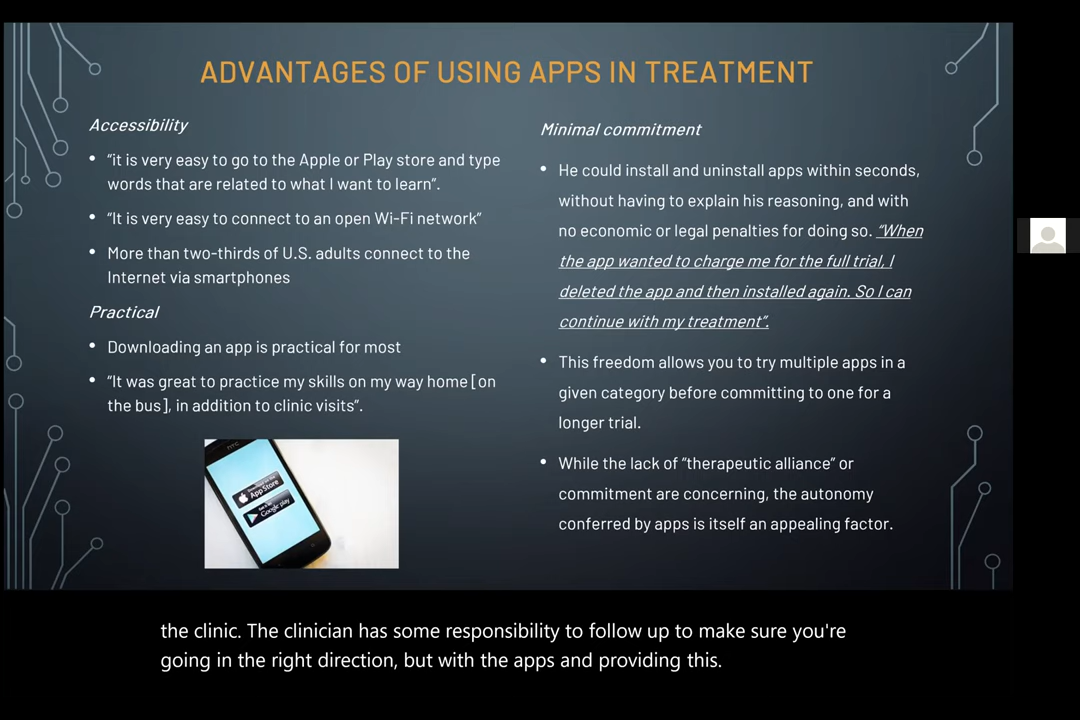 ADVANTAGES OF USING APPS IN TREATMENT
Accessibility
• “it is very easy to go to the Apple or Play store and type
words that are related to what I want to learn”.
• “It is very easy to connect to an open Wi-Fi network”
• More than two-thirds of U.S. adults connect to the
Internet via smartphones
Practical
• Downloading an app is practical for most
• “It was great to practice my skills on my way home [on
the bus], in addition to clinic visits”.
hTC
Download on the
App Store
Google play
Minimal commitment
• He could install and uninstall apps within seconds,
without having to explain his reasoning, and with
no economic or legal penalties for doing so. “When
the app wanted to charge me for the full trial, I
deleted the app and then installed again. So I can
continue with my treatment”.
• This freedom allows you to try multiple apps in a
given category before committing to one for a
longer trial.
• While the lack of “therapeutic alliance” or
commitment are concerning, the autonomy
conferred by apps is itself an appealing factor.
the clinic. The clinician has some responsibility to follow up to make sure you're
going in the right direction, but with the apps and providing this.